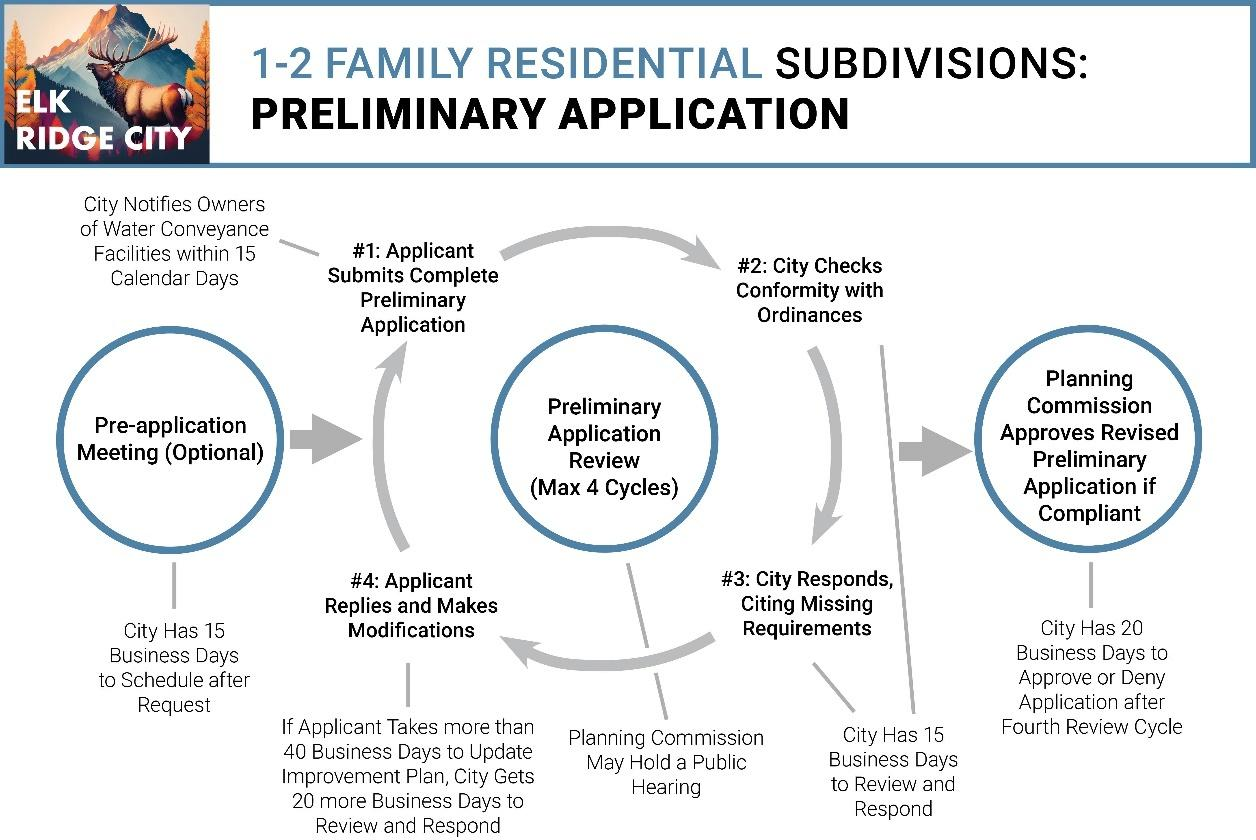 ELK
RIDGE CITY
1-2 FAMILY RESIDENTIAL SUBDIVISIONS:
PRELIMINARY APPLICATION
City Notifies Owners
of Water Conveyance
Facilities within 15
Calendar Days
#1: Applicant
Submits Complete
Preliminary
Application
#2: City Checks
Conformity with
Ordinances
Pre-application
Meeting (Optional)
Preliminary
Application
Review
(Max 4 Cycles)
Planning
Commission
Approves Revised
Preliminary
Application if
Compliant
#4: Applicant
Replies and Makes
Modifications
#3: City Responds,
Citing Missing
Requirements
City Has 15
Business Days
to Schedule after
Request
If Applicant Takes more than
40 Business Days to Update
Improvement Plan, City Gets
20 more Business Days to
Review and Respond
Planning Commission
May Hold a Public
Hearing
City Has 15
Business Days
to Review and
Respond
City Has 20
Business Days to
Approve or Deny
Application after
Fourth Review Cycle